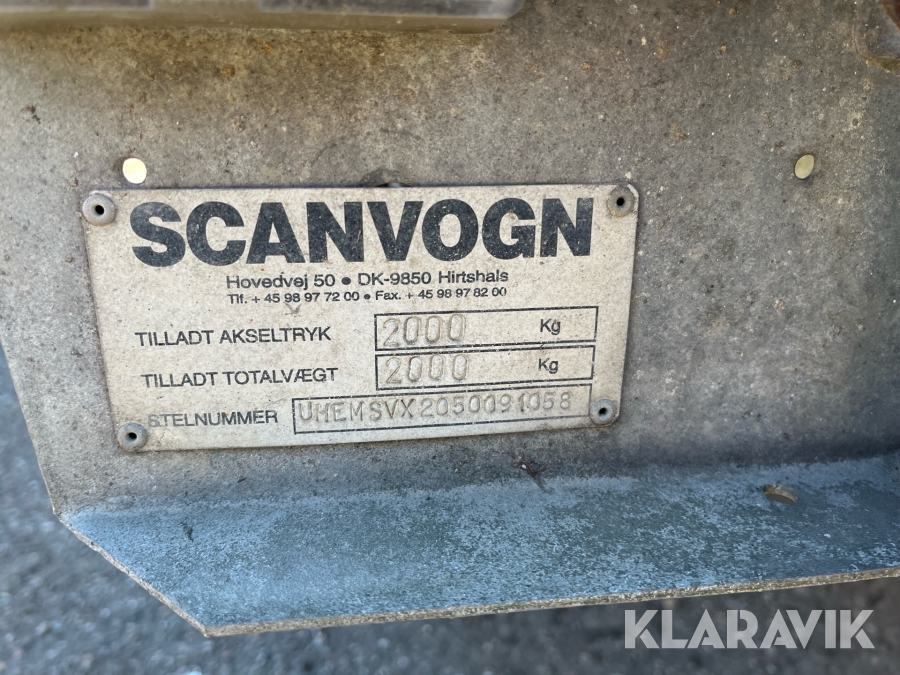 SCANVOGN
Hovedvej 50 • DK-9850 Hirtshals
Tlf. + 45 98 97 72 00 • Fax. + 45 98 97 82 00
TILLADT AKSELTRYK 2000 Kg
TILLADT TOTALVÆGT 2000 Kg
STELNUMMER UHEMSVX2050091058
KLARAVIK